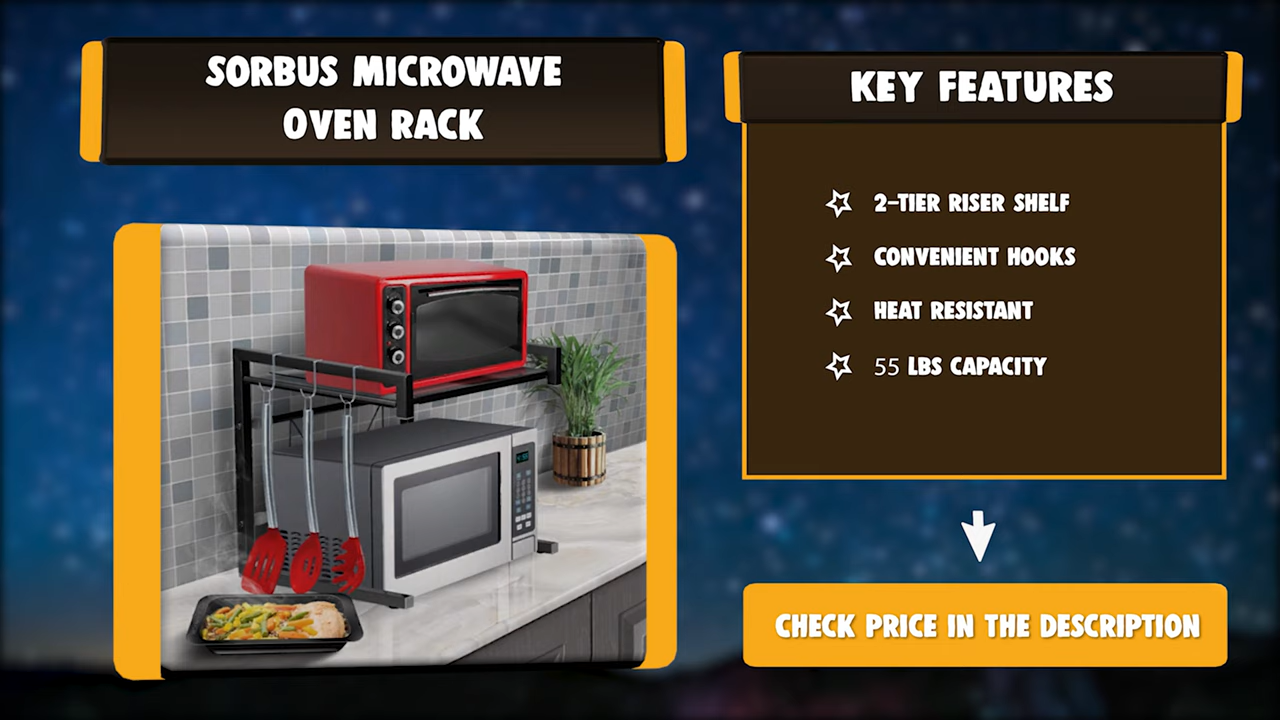 SORBUS MICROWAVE
OVEN RACK
KEY FEATURES
2-TIER RISER SHELF
CONVENIENT HOOKS
HEAT RESISTANT
55 LBS CAPACITY
CHECK PRICE IN THE DESCRIPTION